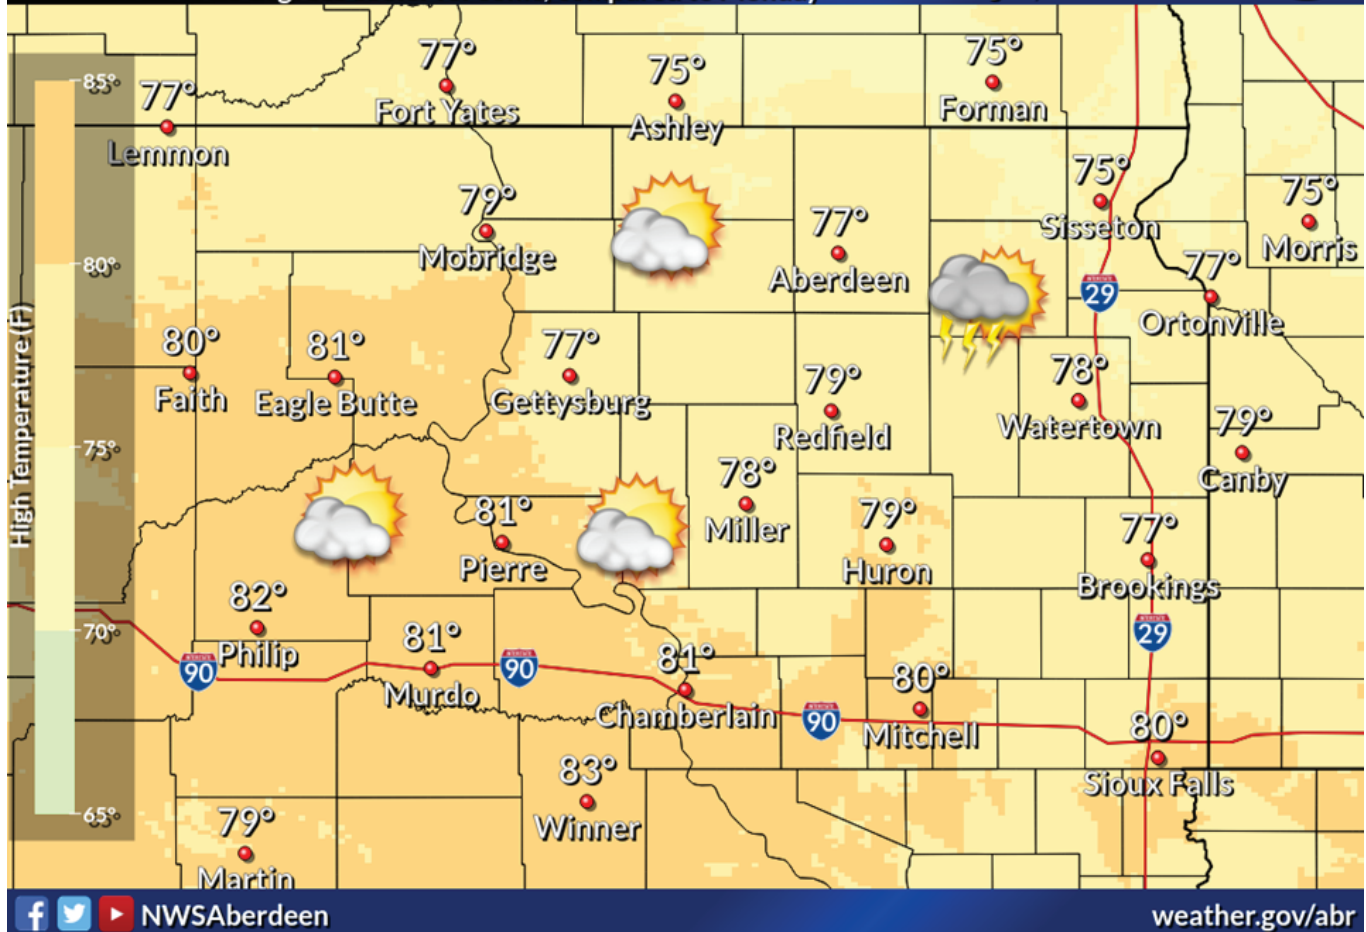 77°
Fort Yates
75°
Ashley
75°
Forman
85°
77°
Lemmon
79°
Mobridge
77°
Aberdeen
75°
Sisseton
75°
Morris
80°
29
77°
Ortonville
High Temperature (F)
80°
Faith
81°
Eagle Butte
77°
Gettysburg
79°
Redfield
78°
Watertown
79°
Canby
75°
81°
Pierre
78°
Miller
79°
Huron
77°
Brookings
70°
82°
Philip
90
81°
Murdo
90
81°
Chamberlain
90
80°
Mitchell
29
80°
Sioux Falls
65°
79°
Martin
83°
Winner
NWSAberdeen
weather.gov/abr